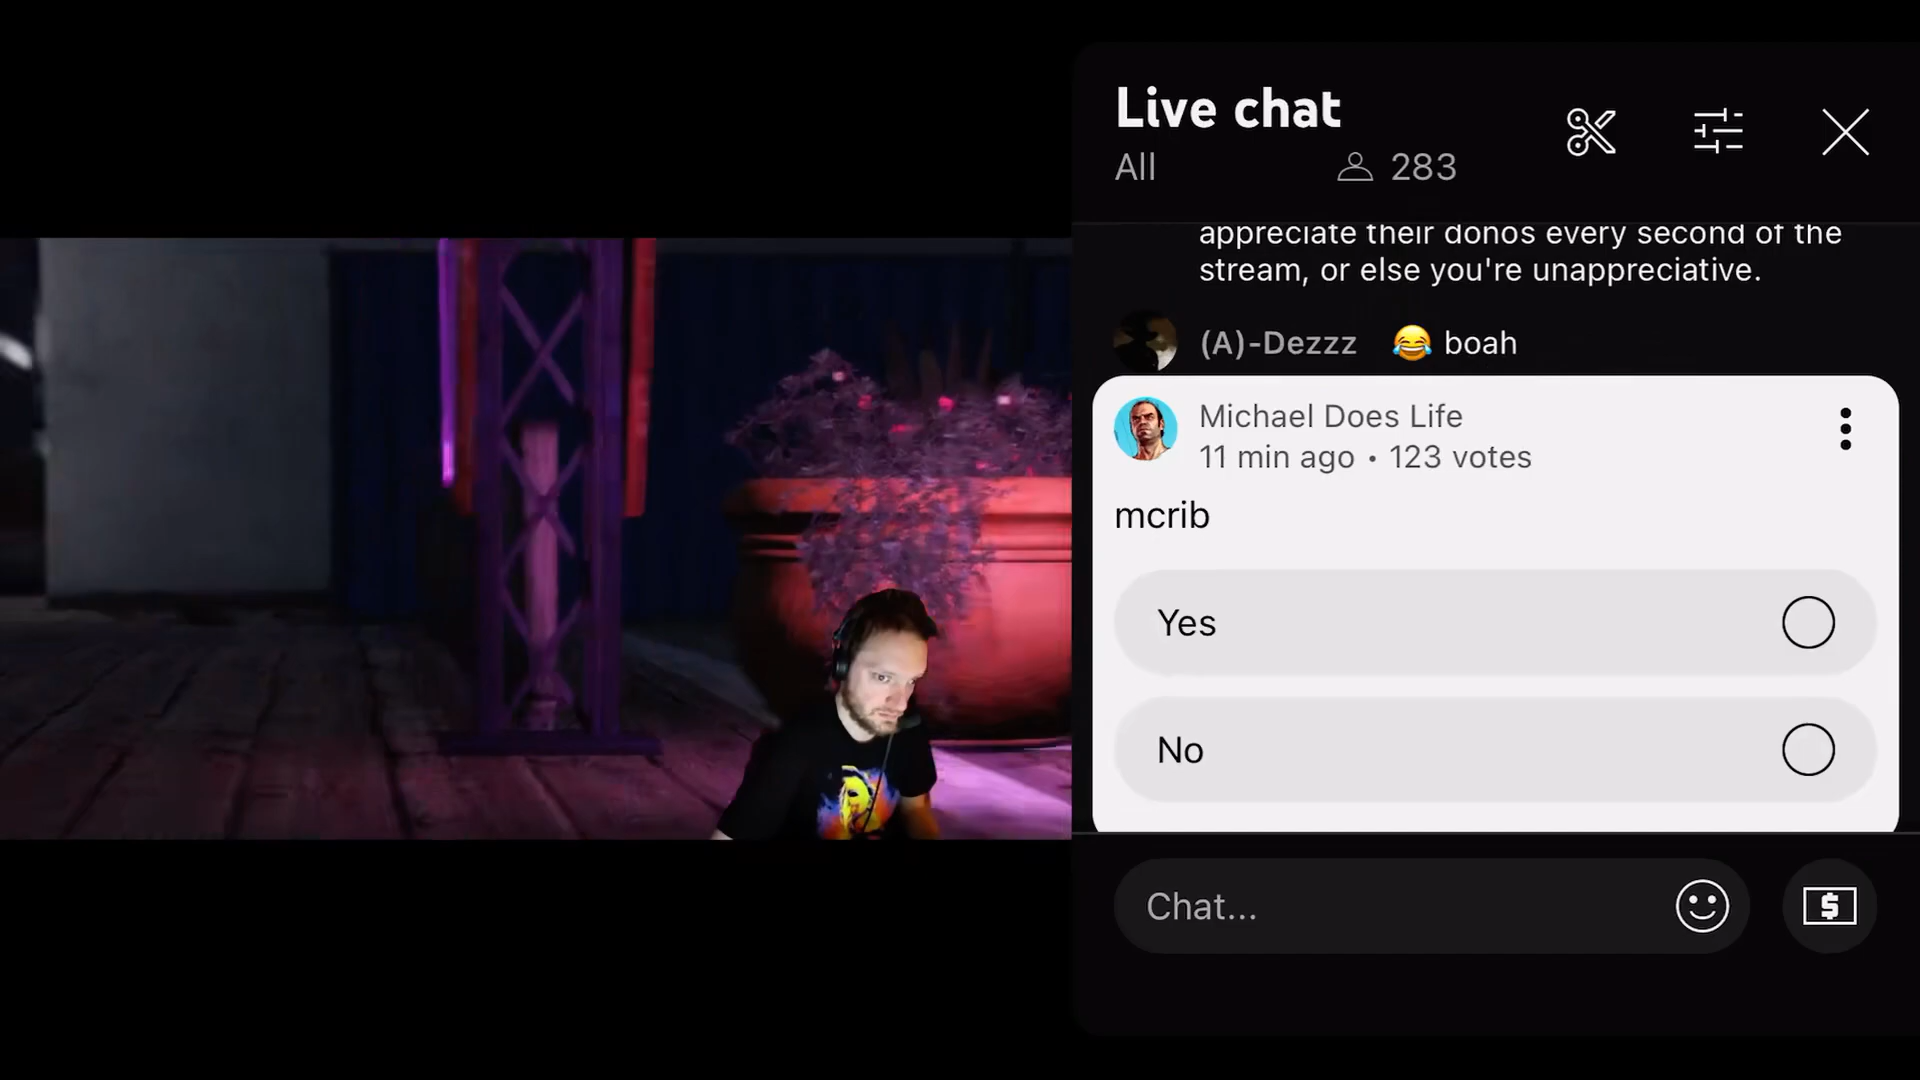 Live chat
All 283
appreciate their donos every second of the
stream, or else you're unappreciative.
(A)-Dezzz 😂 boah
Michael Does Life
11 min ago • 123 votes
mcrib
Yes
No
Chat...